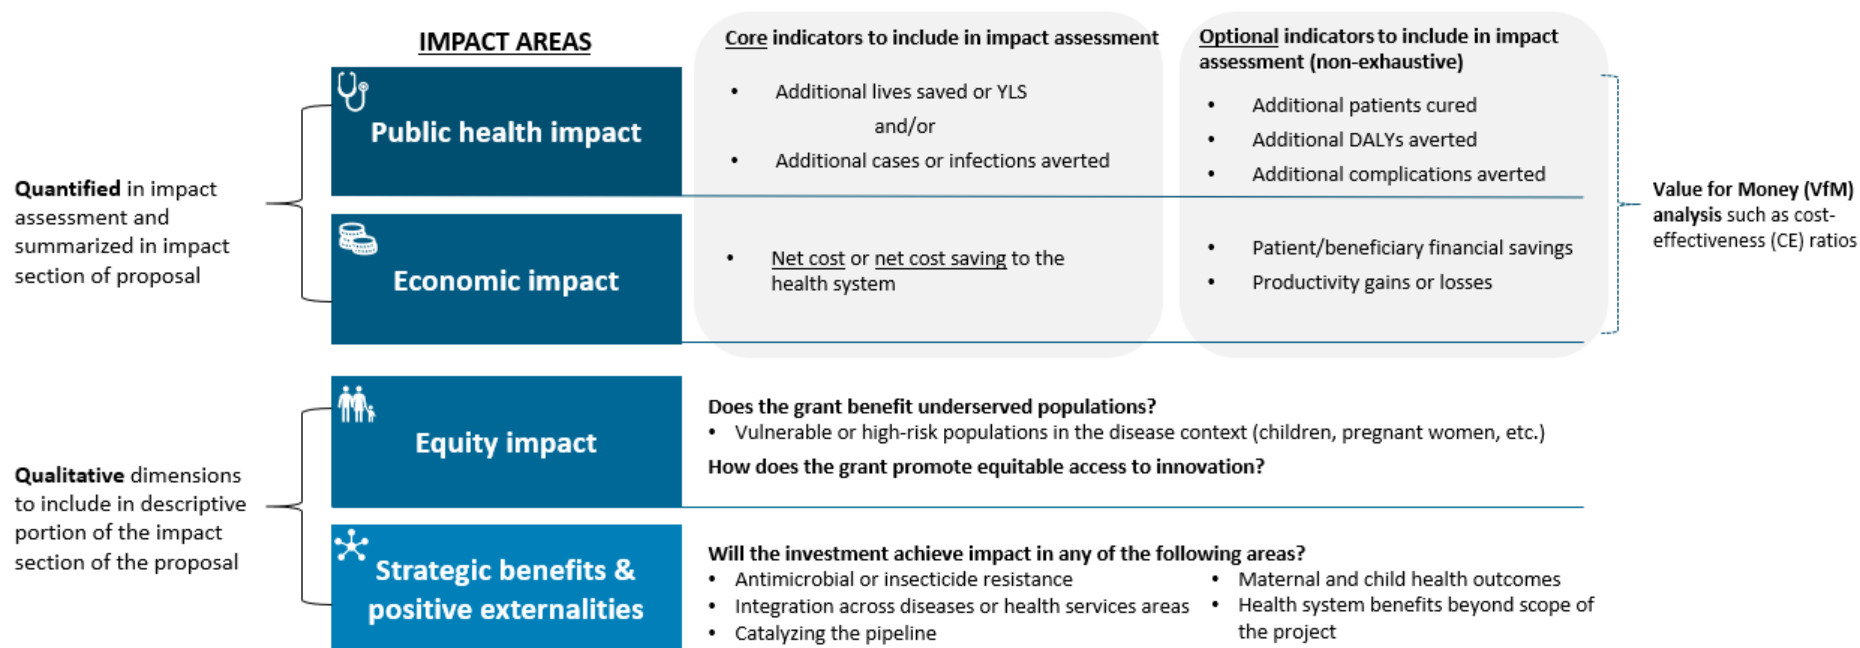 IMPACT AREAS
Core indicators to include in impact assessment
Optional indicators to include in impact
assessment (non-exhaustive)
Quantified in impact
assessment and
summarized in impact
section of proposal
Public health impact
• Additional lives saved or YLS
and/or
• Additional cases or infections averted
• Additional patients cured
• Additional DALYs averted
• Additional complications averted
Economic impact
• Net cost or net cost saving to the
health system
• Patient/beneficiary financial savings
• Productivity gains or losses
Value for Money (VfM)
analysis such as cost-
effectiveness (CE) ratios
Qualitative dimensions
to include in descriptive
portion of the impact
section of the proposal
Equity impact
Does the grant benefit underserved populations?
• Vulnerable or high-risk populations in the disease context (children, pregnant women, etc.)
How does the grant promote equitable access to innovation?
Strategic benefits &
positive externalities
Will the investment achieve impact in any of the following areas?
• Antimicrobial or insecticide resistance
• Integration across diseases or health services areas
• Catalyzing the pipeline
• Maternal and child health outcomes
• Health system benefits beyond scope of
the project